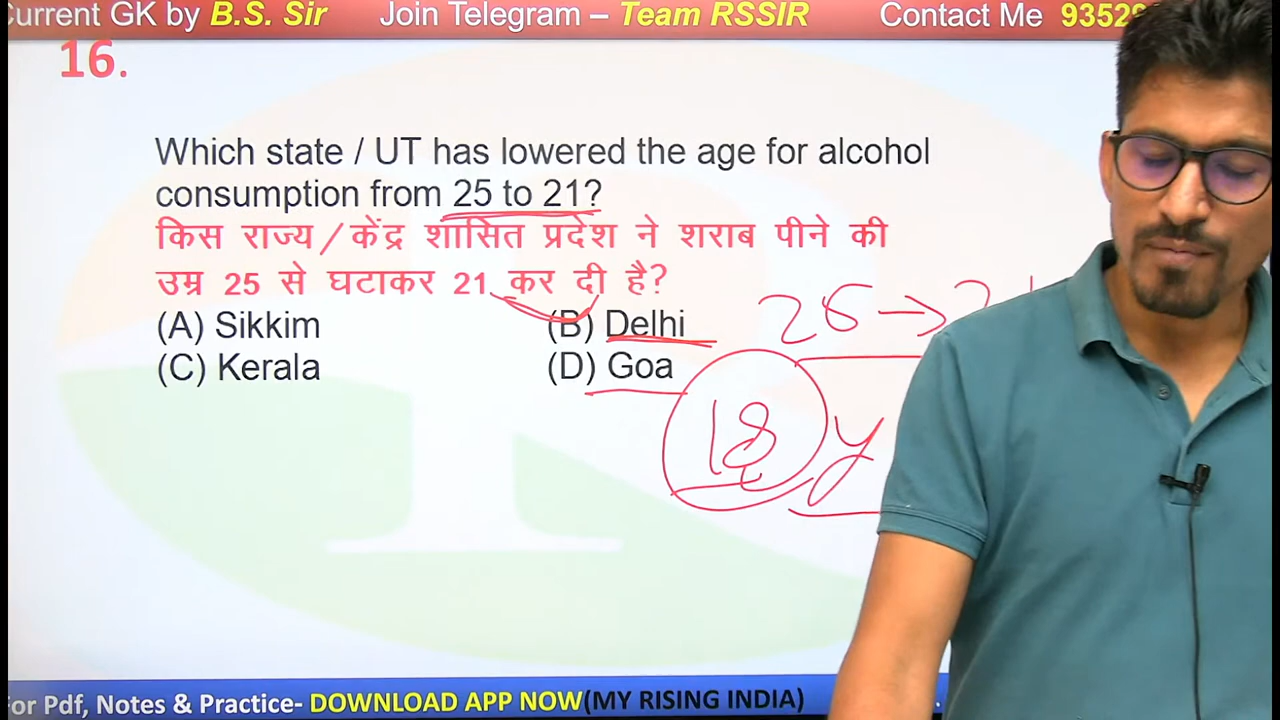 Current GK by B.S. Sir Join Telegram – Team RSSIR Contact Me 9352
16.
Which state / UT has lowered the age for alcohol
consumption from 25 to 21?
किस राज्य/केंद्र शासित प्रदेश ने शराब पीने की
उम्र 25 से घटाकर 21 कर दी है?
(A) Sikkim (B) Delhi
25 → 21
(C) Kerala (D) Goa
18 y
For Pdf, Notes & Practice- DOWNLOAD APP NOW(MY RISING INDIA)